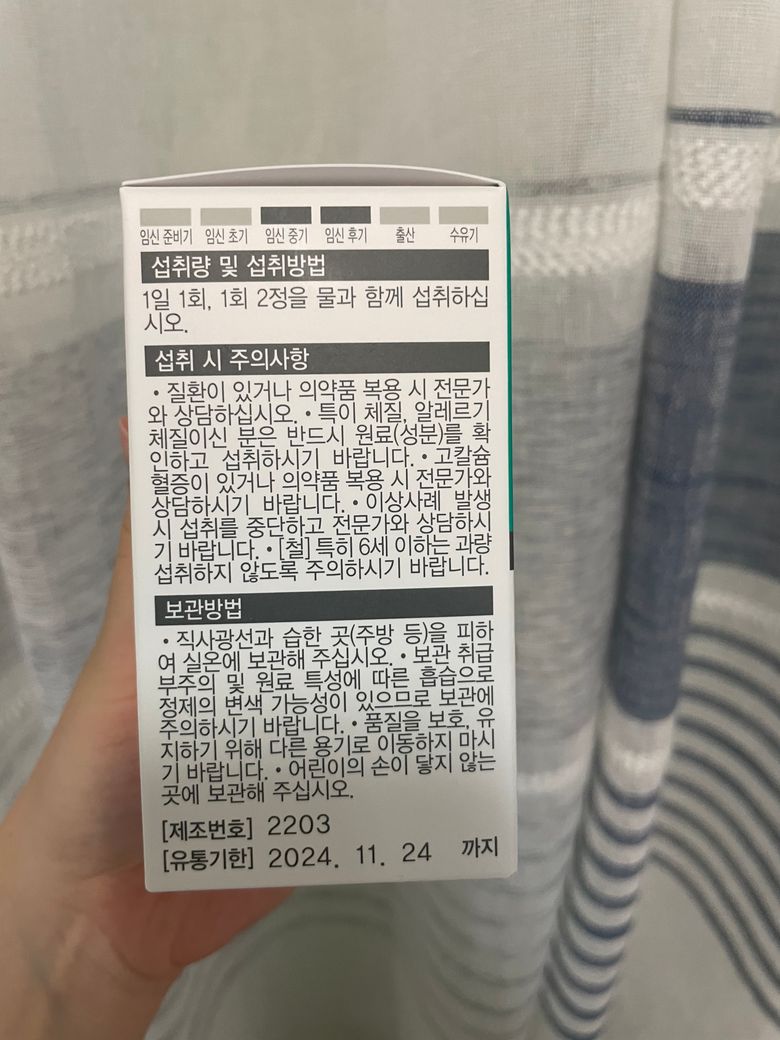 임신 준비기 임신 초기 임신 중기 임신 후기 출산 수유기
섭취량 및 섭취방법
1일 1회, 1회 2정을 물과 함께 섭취하십
시오.
섭취 시 주의사항
• 질환이 있거나 의약품 복용 시 전문가
와 상담하십시오. • 특이 체질, 알레르기
체질이신 분은 반드시 원료(성분)를 확
인하고 섭취하시기 바랍니다. • 고칼슘
혈증이 있거나 의약품 복용 시 전문가와
상담하시기 바랍니다. • 이상사례 발생
시 섭취를 중단하고 전문가와 상담하시
기 바랍니다. • [철] 특히 6세 이하는 과량
섭취하지 않도록 주의하시기 바랍니다.
보관방법
• 직사광선과 습한 곳(주방 등)을 피하
여 실온에 보관해 주십시오. • 보관 취급
부주의 및 원료 특성에 따른 흡습으로
정제의 변색 가능성이 있으므로 보관에
주의하시기 바랍니다. • 품질을 보호, 유
지하기 위해 다른 용기로 이동하지 마시
기 바랍니다. • 어린이의 손이 닿지 않는
곳에 보관해 주십시오.
[제조번호] 2203
[유통기한] 2024. 11. 24 까지